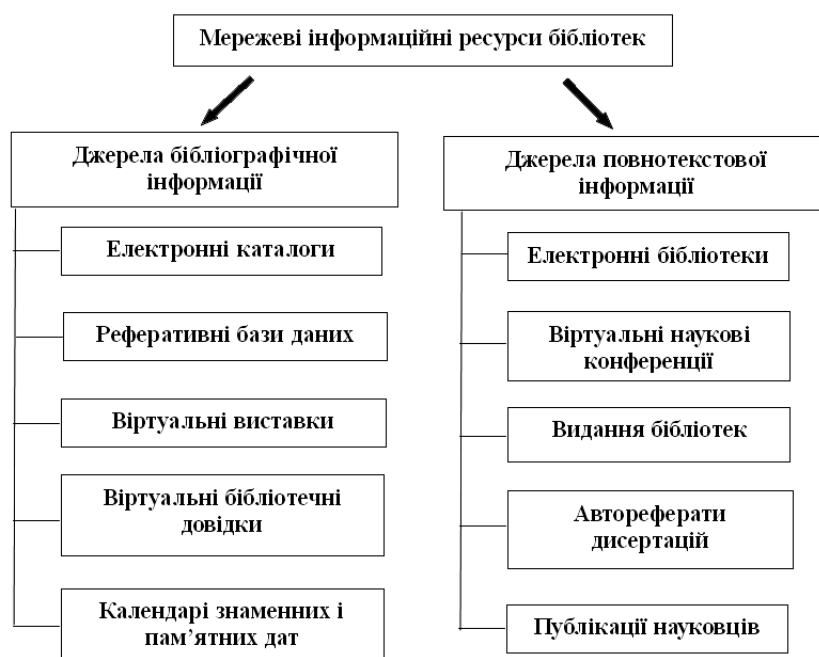 Мережеві інформаційні ресурси бібліотек
Джерела бібліографічної
інформації
Електронні каталоги
Реферативні бази даних
Віртуальні виставки
Віртуальні бібліотечні
довідки
Календарі знаменних і
пам’ятних дат
Джерела повнотекстової
інформації
Електронні бібліотеки
Віртуальні наукові
конференції
Видання бібліотек
Автореферати
дисертацій
Публікації науковців